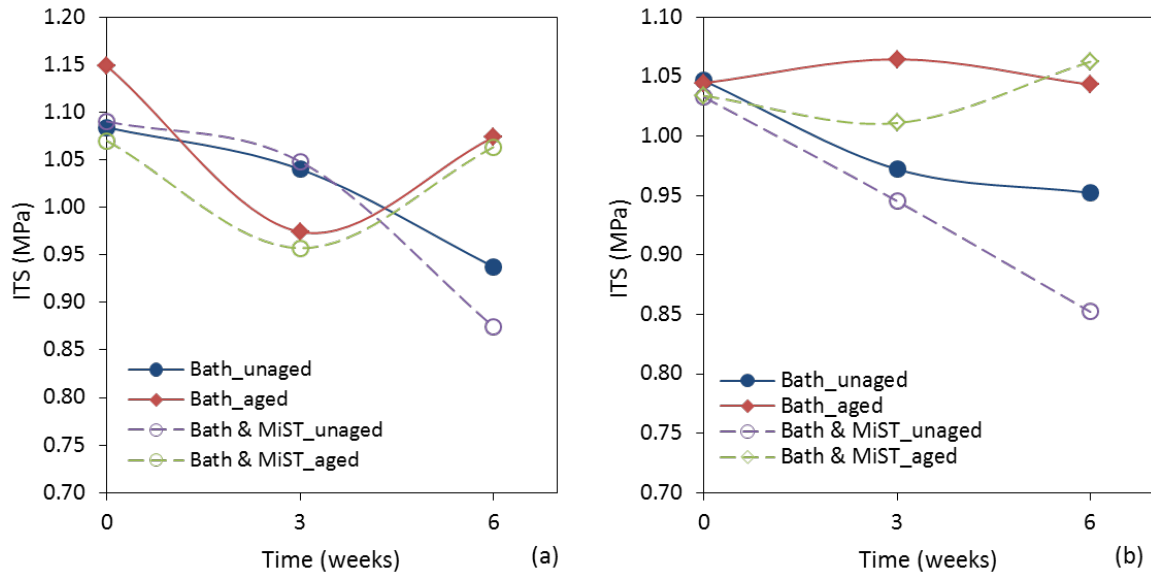 1.20
1.15
1.10
1.05
1.00
0.95
0.90
0.85
0.80
0.75
0.70
ITS (MPa)
Bath_unaged
Bath_aged
Bath & MiST_unaged
Bath & MiST_aged
0 3 6
Time (weeks) (a)
1.10
1.05
1.00
0.95
0.90
0.85
0.80
0.75
0.70
ITS (MPa)
Bath_unaged
Bath_aged
Bath & MiST_unaged
Bath & MiST_aged
0 3 6
Time (weeks) (b)